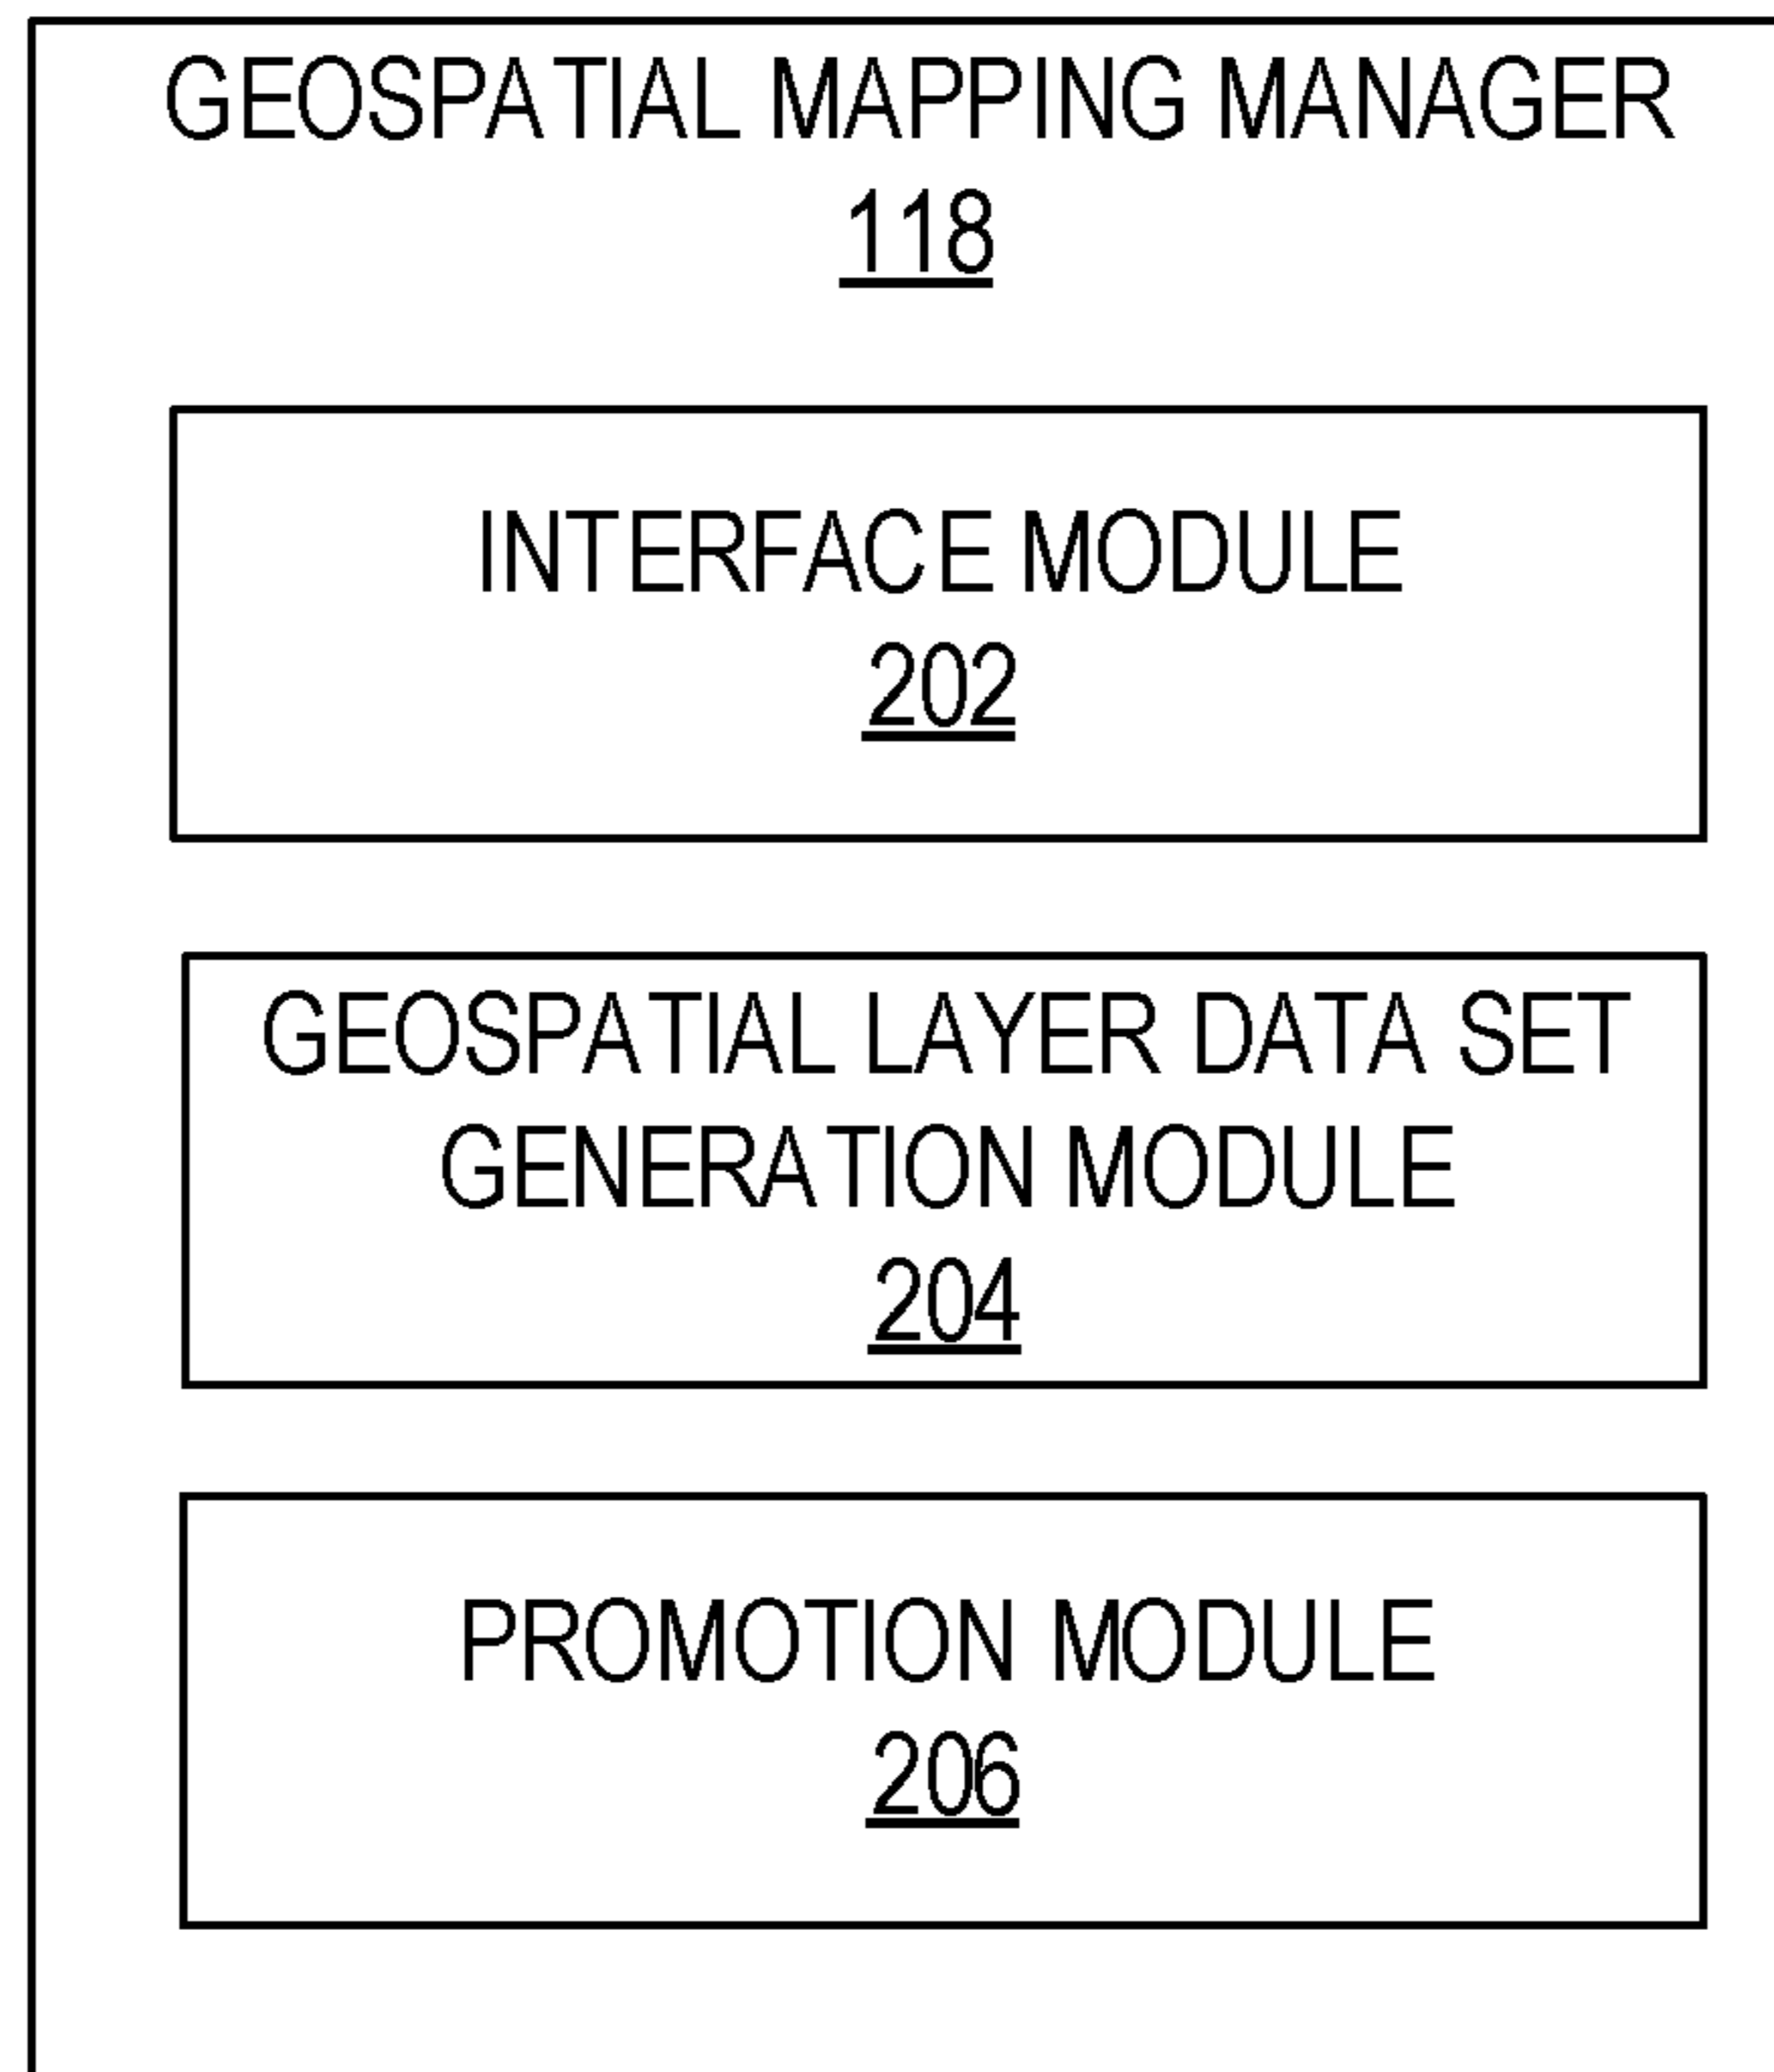 GEOSPATIAL MAPPING MANAGER
118
INTERFACE MODULE
202
GEOSPATIAL LAYER DATA SET
GENERATION MODULE
204
PROMOTION MODULE
206